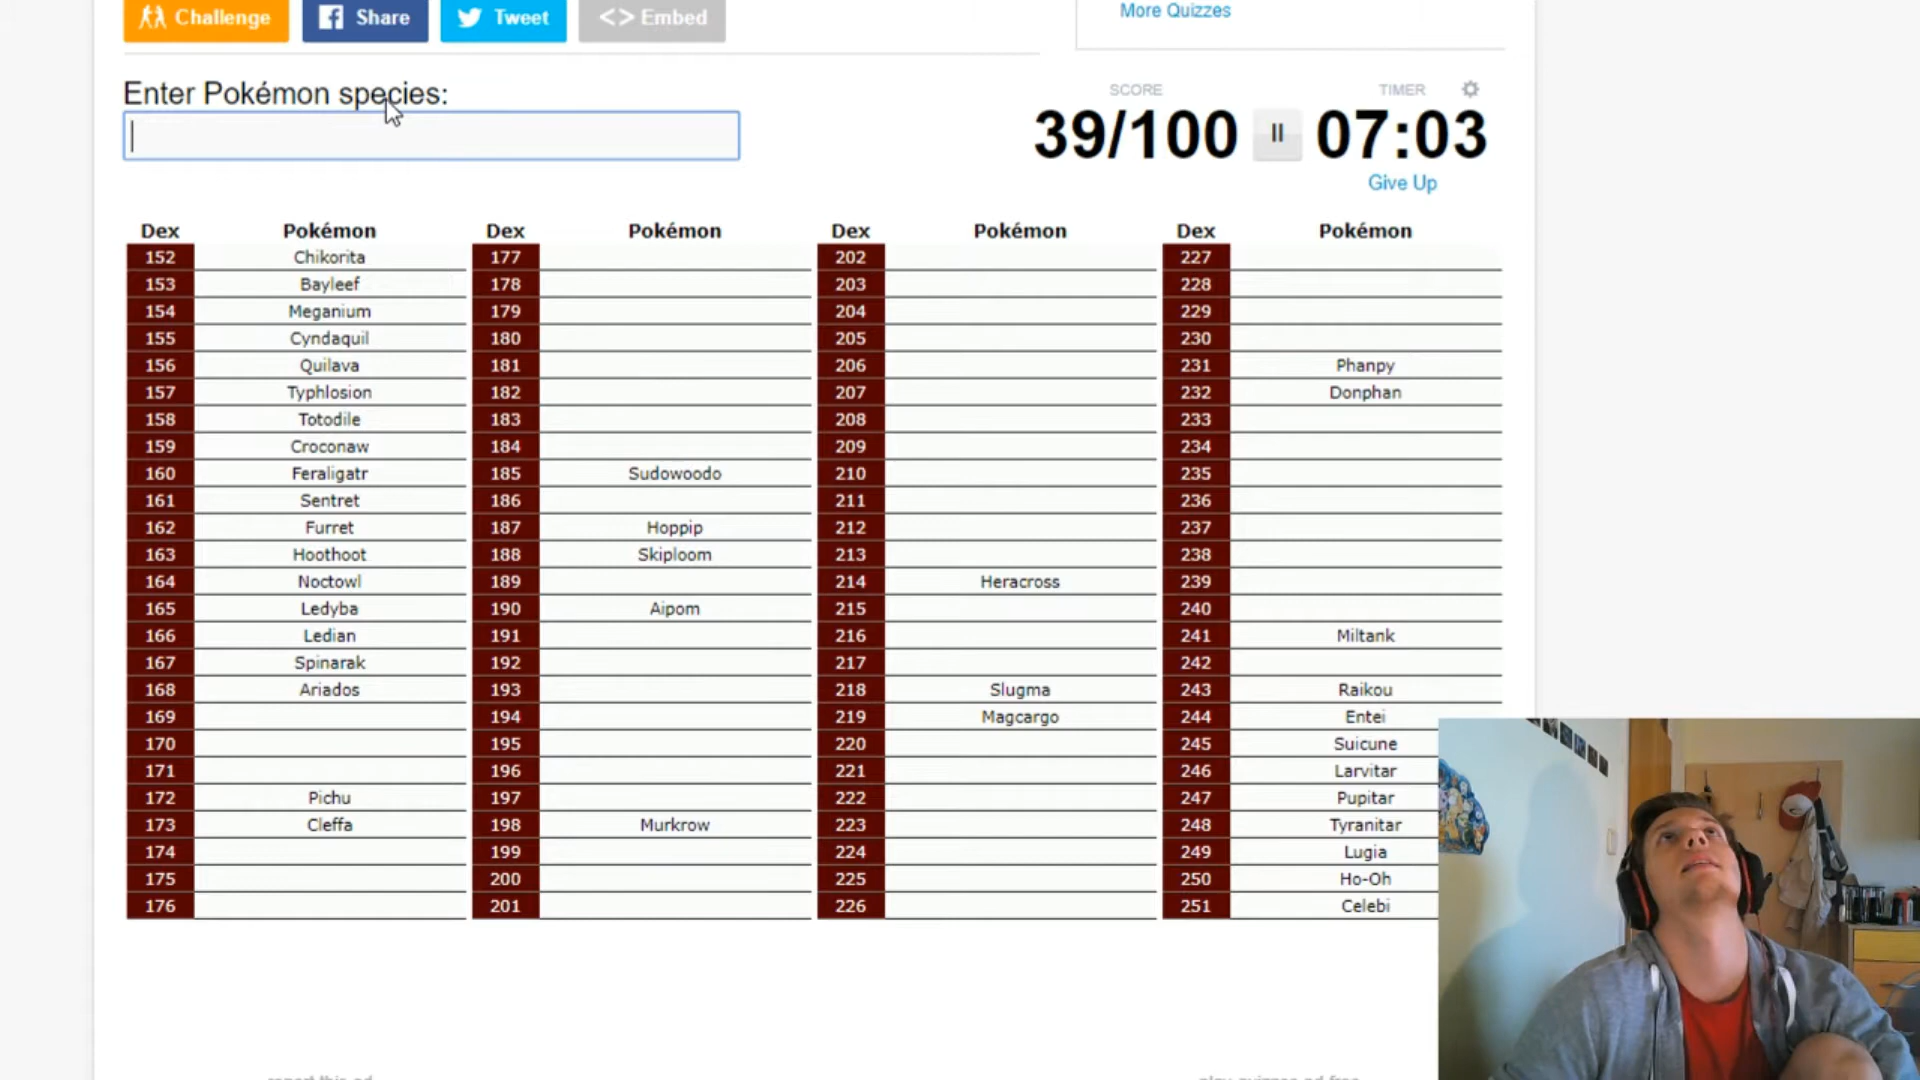 Challenge Share Tweet <> Embed
More Quizzes
Enter Pokémon species:
SCORE TIMER
39/100 07:03
Give Up
Dex Pokémon Dex Pokémon Dex Pokémon Dex Pokémon
152 Chikorita 177 202 227
153 Bayleef 178 203 228
154 Meganium 179 204 229
155 Cyndaquil 180 205 230
156 Quilava 181 206 231 Phanpy
157 Typhlosion 182 207 232 Donphan
158 Totodile 183 208 233
159 Croconaw 184 209 234
160 Feraligatr 185 Sudowoodo 210 235
161 Sentret 186 211 236
162 Furret 187 Hoppip 212 237
163 Hoothoot 188 Skiploom 213 238
164 Noctowl 189 214 Heracross 239
165 Ledyba 190 Aipom 215 240
166 Ledian 191 216 241 Miltank
167 Spinarak 192 217 242
168 Ariados 193 218 Slugma 243 Raikou
169 194 219 Magcargo 244 Entei
170 195 220 245 Suicune
171 196 221 246 Larvitar
172 Pichu 197 222 247 Pupitar
173 Cleffa 198 Murkrow 223 248 Tyranitar
174 199 224 249 Lugia
175 200 225 250 Ho-Oh
176 201 226 251 Celebi
report this ad play quizzes ad free